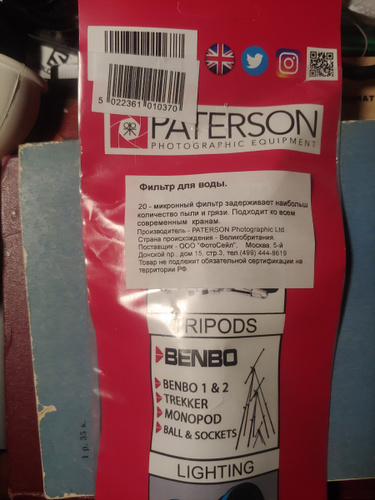 5 022361 010370
PATERSON
PHOTOGRAPHIC EQUIPMENT
Фильтр для воды.
20 - микронный фильтр задерживает наибольш
количество пыли и грязи. Подходит ко всем
современным кранам.
Производитель - PATERSON Photographic Ltd.
Страна происхождения - Великобритания.
Поставщик - ООО "ФотоСейл". Москва, 5-й
Донской пр., дом 15, стр.3, тел.(499) 444-8619
Товар не подлежит обязательной сертификации на
территории РФ.
RIPODS
BENBO
BENBO 1 & 2
TREKKER
MONOPOD
BALL & SOCKETS
LIGHTING
1 р. 35 к.